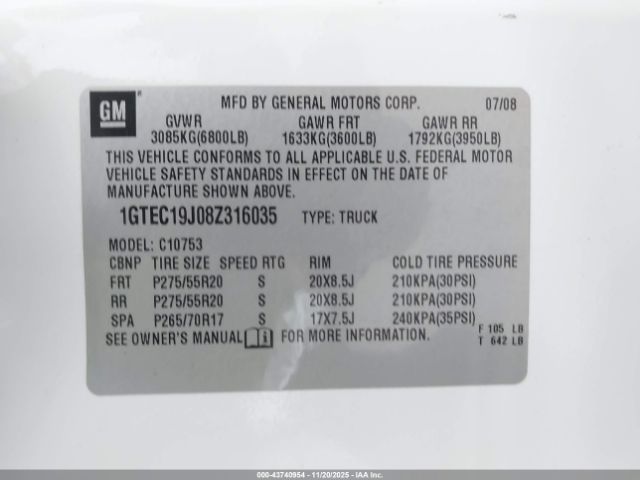 GM ®
MFD BY GENERAL MOTORS CORP. 07/08
GVWR GAWR FRT GAWR RR
3085KG(6800LB) 1633KG(3600LB) 1792KG(3950LB)
THIS VEHICLE CONFORMS TO ALL APPLICABLE U.S. FEDERAL MOTOR
VEHICLE SAFETY STANDARDS IN EFFECT ON THE DATE OF
MANUFACTURE SHOWN ABOVE.
1GTEC19J08Z316035 TYPE: TRUCK
MODEL: C10753
CBNP TIRE SIZE SPEED RTG RIM COLD TIRE PRESSURE
FRT P275/55R20 S 20X8.5J 210KPA(30PSI)
RR P275/55R20 S 20X8.5J 210KPA(30PSI)
SPA P265/70R17 S 17X7.5J 240KPA(35PSI)
SEE OWNER'S MANUAL i FOR MORE INFORMATION.
F 105 LB
T 642 LB
000-43740954 - 11/20/2025 - IAA, Inc. - Copyright